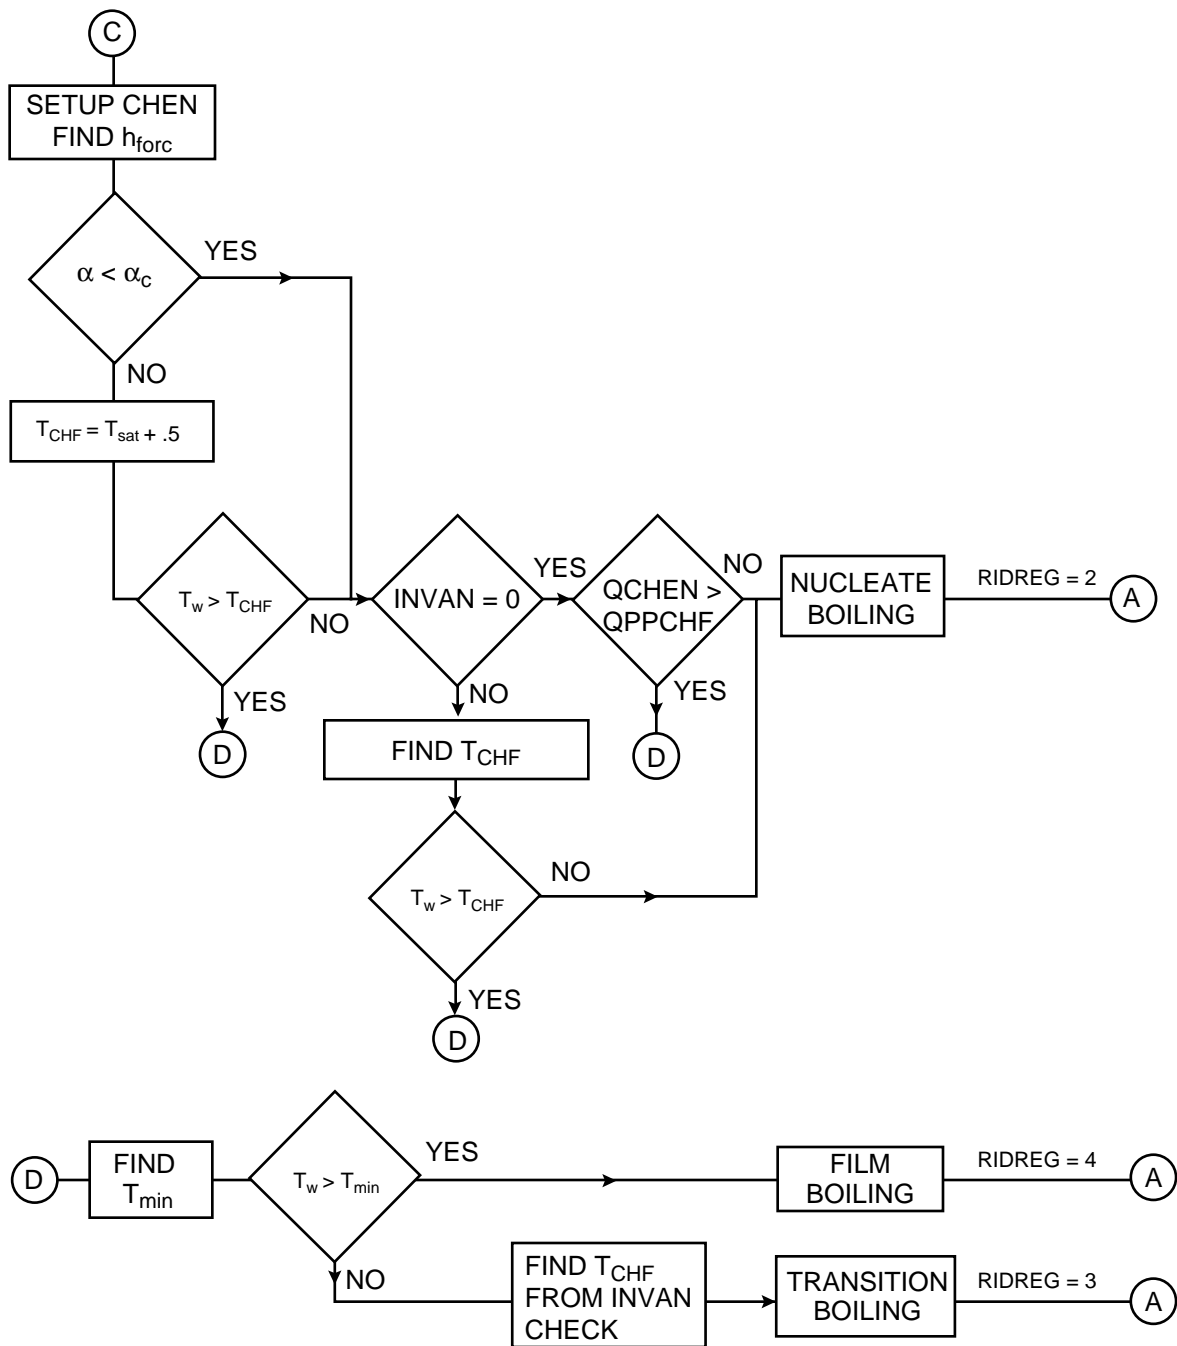 C
SETUP CHEN
FIND hforc
α < αc
YES
NO
TCHF = Tsat + .5
Tw > TCHF
NO
YES
D
INVAN = 0
YES
NO
QCHEN >
QPPCHF
NO
YES
D
NUCLEATE
BOILING
RIDREG = 2
A
FIND TCHF
Tw > TCHF
NO
YES
D
D
FIND
Tmin
Tw > Tmin
YES
FILM
BOILING
RIDREG = 4
A
NO
FIND TCHF
FROM INVAN
CHECK
TRANSITION
BOILING
RIDREG = 3
A